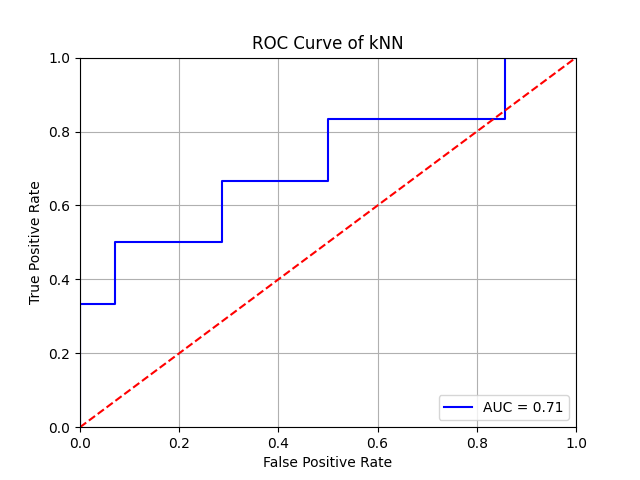 ROC Curve of kNN
True Positive Rate
1.0
0.8
0.6
0.4
0.2
0.0
AUC = 0.71
0.0 0.2 0.4 0.6 0.8 1.0
False Positive Rate